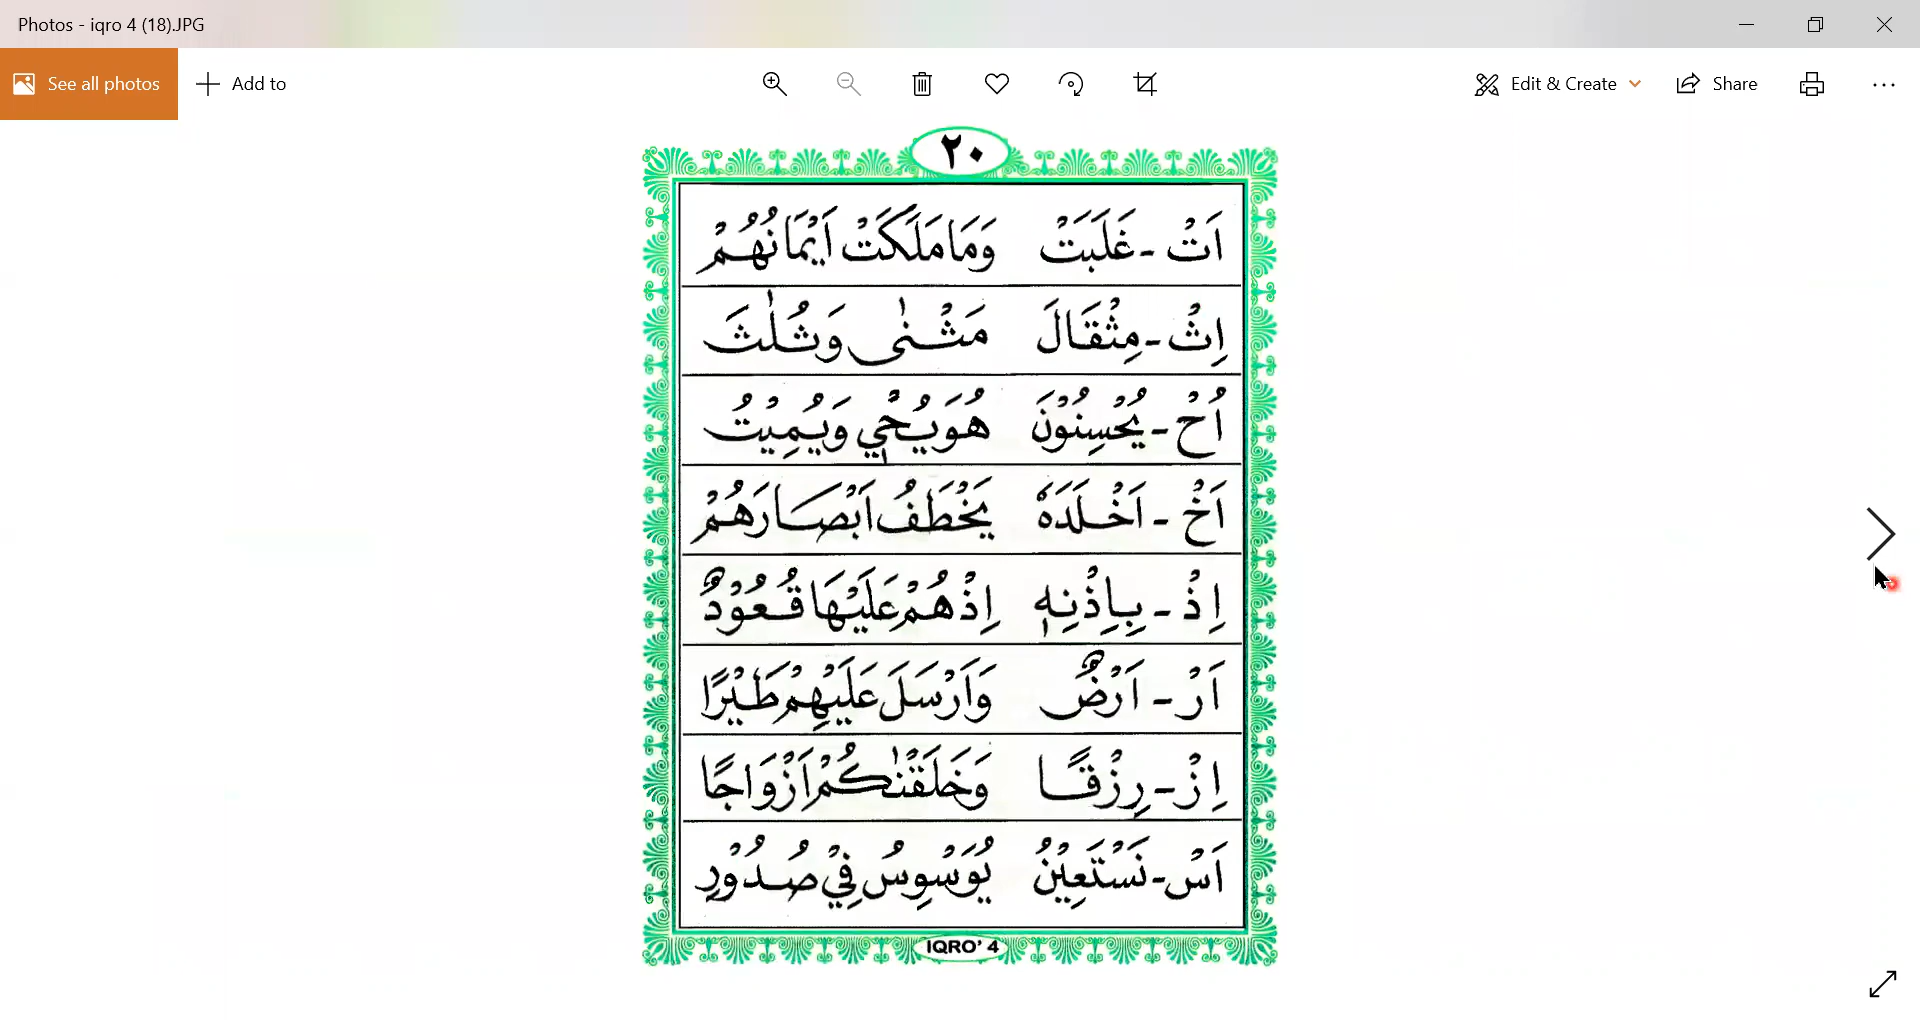 Photos - iqro 4 (18).JPG
See all photos
Add to
Edit & Create
Share
٢٠
اَتْ - غَلَبَتْ وَمَا مَلَكَتْ اَيْمَانُهُمْ
اِثْ - مِثْقَالَ مَثْنٰى وَثُلٰثَ
اُحْ - يُحْسِنُوْنَ هُوَ يُحْيٖ وَيُمِيْتُ
اَخْ - اَخْلَدَهٗ يَخْطَفُ اَبْصَارَهُمْ
اِذْ - بِاِذْنِهٖ اِذْ هُمْ عَلَيْهَا قُعُوْدٌ
اَرْ - اَرْضٌ وَاَرْسَلَ عَلَيْهِمْ طَيْرًا
اِزْ - رِزْقًا وَخَلَقْنٰكُمْ اَزْوَاجًا
اَسْ - نَسْتَعِيْنُ يُوَسْوِسُ فِيْ صُدُوْرِ
IQRO' 4